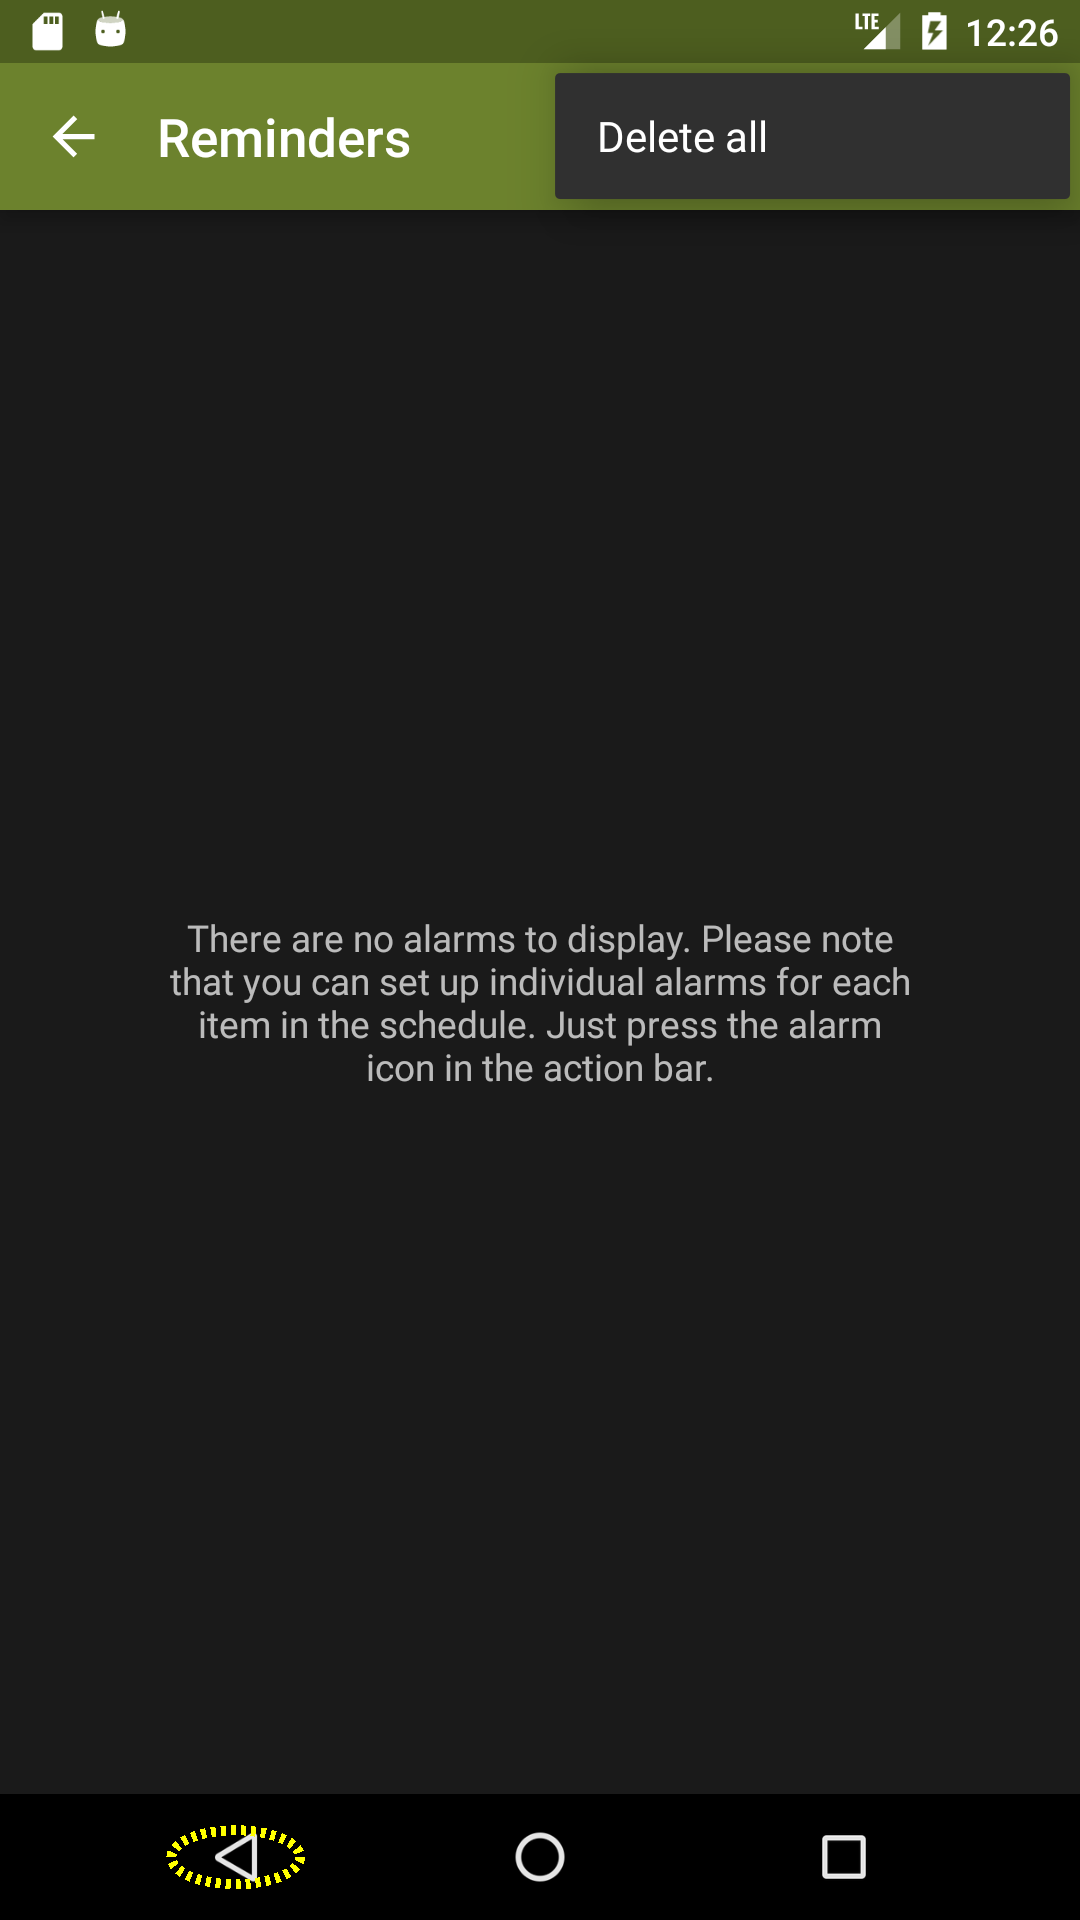 LTE 12:26
Reminders
Delete all
There are no alarms to display. Please note
that you can set up individual alarms for each
item in the schedule. Just press the alarm
icon in the action bar.